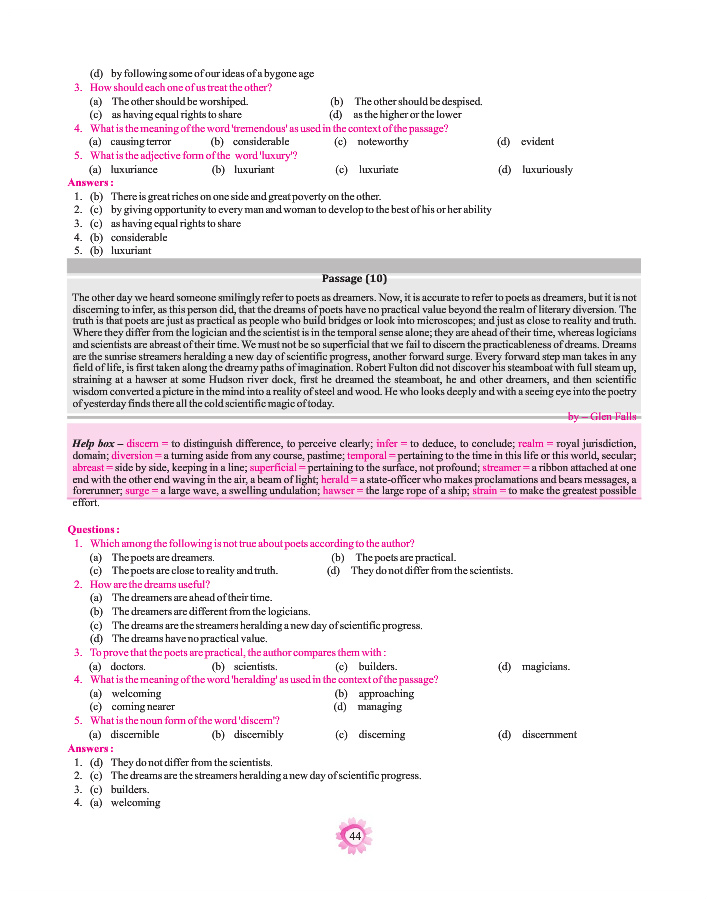 (d) by following some of our ideas of a bygone age
3. How should each one of us treat the other?
(a) The other should be worshiped. (b) The other should be despised.
(c) as having equal rights to share (d) as the higher or the lower
4. What is the meaning of the word 'tremendous' as used in the context of the passage?
(a) causing terror (b) considerable (c) noteworthy (d) evident
5. What is the adjective form of the word 'luxury'?
(a) luxuriance (b) luxuriant (c) luxuriate (d) luxuriously
Answers :
1. (b) There is great riches on one side and great poverty on the other.
2. (c) by giving opportunity to every man and woman to develop to the best of his or her ability
3. (c) as having equal rights to share
4. (b) considerable
5. (b) luxuriant
Passage (10)
The other day we heard someone smilingly refer to poets as dreamers. Now, it is accurate to refer to poets as dreamers, but it is not
discerning to infer, as this person did, that the dreams of poets have no practical value beyond the realm of literary diversion. The
truth is that poets are just as practical as people who build bridges or look into microscopes; and just as close to reality and truth.
Where they differ from the logician and the scientist is in the temporal sense alone; they are ahead of their time, whereas logicians
and scientists are abreast of their time. We must not be so superficial that we fail to discern the practicableness of dreams. Dreams
are the sunrise streamers heralding a new day of scientific progress, another forward surge. Every forward step man takes in any
field of life, is first taken along the dreamy paths of imagination. Robert Fulton did not discover his steamboat with full steam up,
straining at a hawser at some Hudson river dock, first he dreamed the steamboat, he and other dreamers, and then scientific
wisdom converted a picture in the mind into a reality of steel and wood. He who looks deeply and with a seeing eye into the poetry
of yesterday finds there all the cold scientific magic of today.
by – Glen Falls
Help box – discern = to distinguish difference, to perceive clearly; infer = to deduce, to conclude; realm = royal jurisdiction,
domain; diversion = a turning aside from any course, pastime; temporal = pertaining to the time in this life or this world, secular;
abreast = side by side, keeping in a line; superficial = pertaining to the surface, not profound; streamer = a ribbon attached at one
end with the other end waving in the air, a beam of light; herald = a state-officer who makes proclamations and bears messages, a
forerunner; surge = a large wave, a swelling undulation; hawser = the large rope of a ship; strain = to make the greatest possible
effort.
Questions :
1. Which among the following is not true about poets according to the author?
(a) The poets are dreamers. (b) The poets are practical.
(c) The poets are close to reality and truth. (d) They do not differ from the scientists.
2. How are the dreams useful?
(a) The dreamers are ahead of their time.
(b) The dreamers are different from the logicians.
(c) The dreams are the streamers heralding a new day of scientific progress.
(d) The dreams have no practical value.
3. To prove that the poets are practical, the author compares them with :
(a) doctors. (b) scientists. (c) builders. (d) magicians.
4. What is the meaning of the word 'heralding' as used in the context of the passage?
(a) welcoming (b) approaching
(c) coming nearer (d) managing
5. What is the noun form of the word 'discern'?
(a) discernible (b) discernibly (c) discerning (d) discernment
Answers :
1. (d) They do not differ from the scientists.
2. (c) The dreams are the streamers heralding a new day of scientific progress.
3. (c) builders.
4. (a) welcoming
44